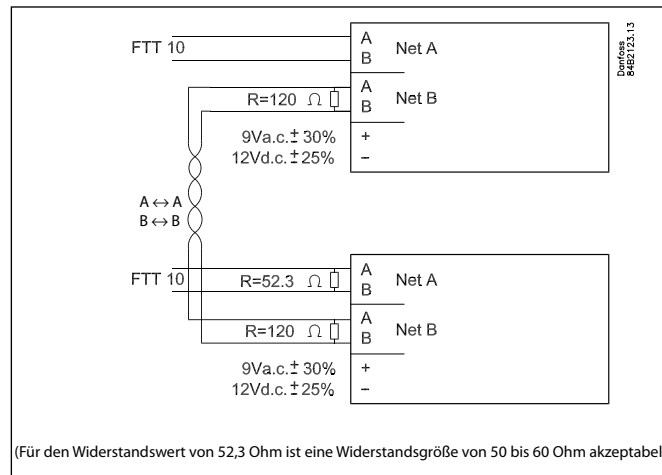 Danfoss
84B2123.13
FTT 10
A
B
Net A
R=120 Ω
A
B
Net B
9Va.c.± 30%
12Vd.c.± 25%
+
−
A ↔ A
B ↔ B
FTT 10
R=52.3 Ω
A
B
Net A
R=120 Ω
A
B
Net B
9Va.c.± 30%
12Vd.c.± 25%
+
−
(Für den Widerstandswert von 52,3 Ohm ist eine Widerstandsgröße von 50 bis 60 Ohm akzeptabel